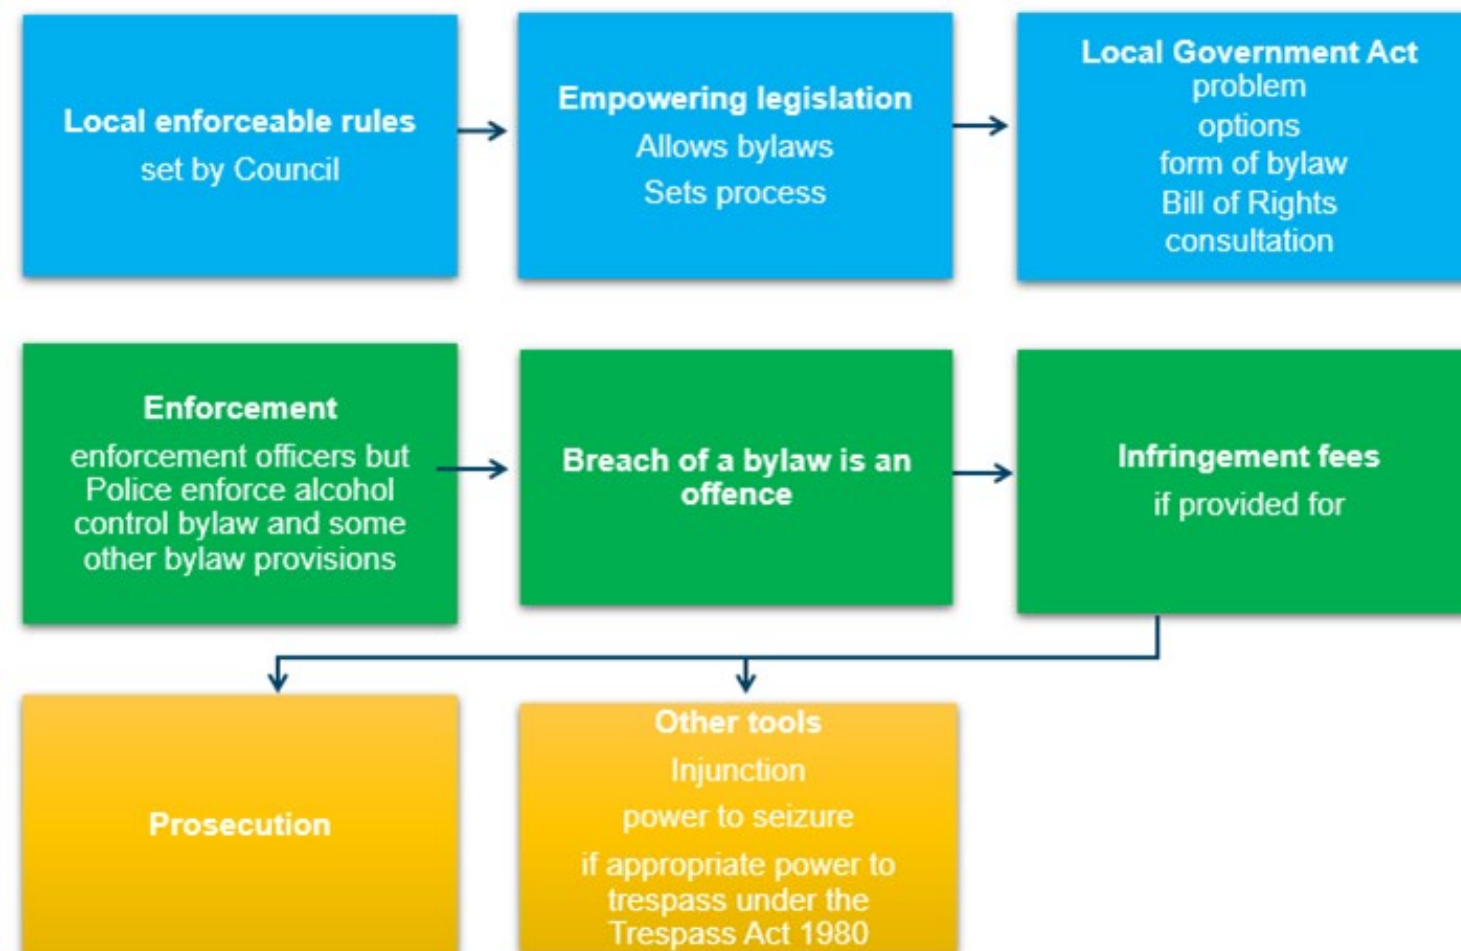 Local enforceable rules
set by Council
Empowering legislation
Allows bylaws
Sets process
Local Government Act
problem
options
form of bylaw
Bill of Rights
consultation
Enforcement
enforcement officers but
Police enforce alcohol
control bylaw and some
other bylaw provisions
Breach of a bylaw is an
offence
Infringement fees
if provided for
Prosecution
Other tools
Injunction
power to seizure
if appropriate power to
trespass under the
Trespass Act 1980